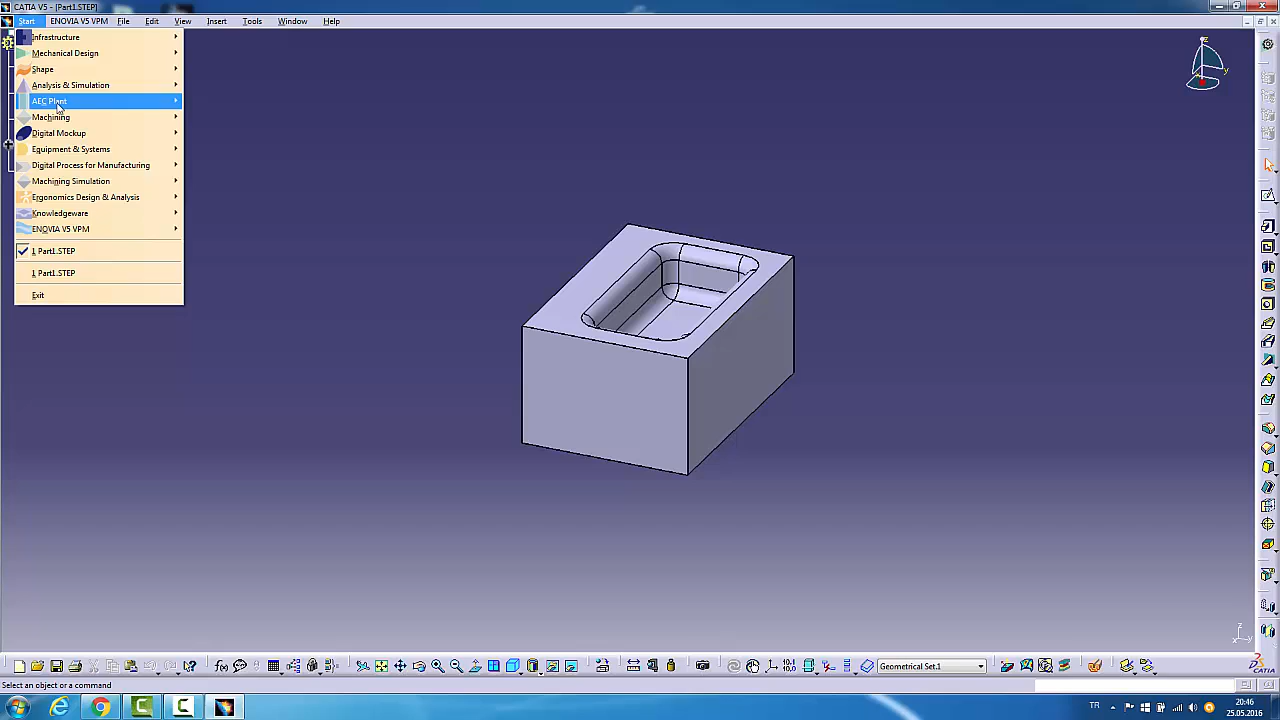 CATIA V5 - [Part1.STEP]
Start ENOVIA V5 VPM File Edit View Insert Tools Window Help
Infrastructure
Mechanical Design
Shape
Analysis & Simulation
AEC Plant
Machining
Digital Mockup
Equipment & Systems
Digital Process for Manufacturing
Machining Simulation
Ergonomics Design & Analysis
Knowledgeware
ENOVIA V5 VPM
1 Part1.STEP
1 Part1.STEP
Exit
z
y
z
x
Geometrical Set.1
CATIA
Select an object or a command
TR
20:46
25.05.2016